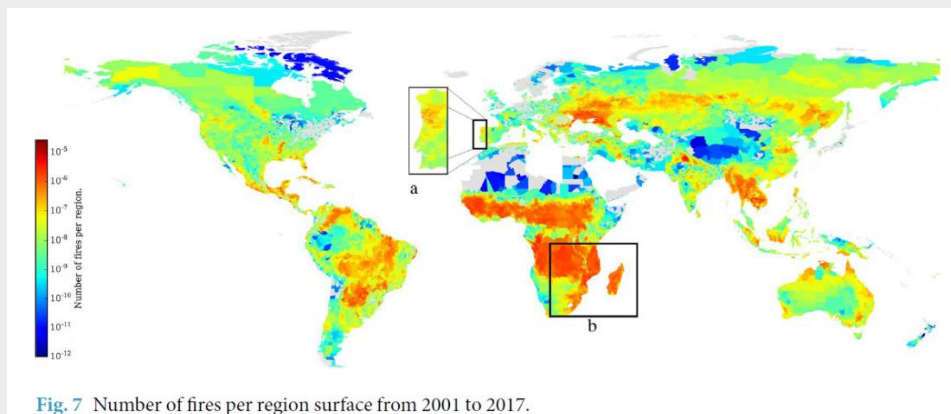 a
b
10⁻⁵
10⁻⁶
10⁻⁷
10⁻⁸
10⁻⁹
10⁻¹⁰
10⁻¹¹
10⁻¹²
Number of fires per region.
Fig. 7 Number of fires per region surface from 2001 to 2017.